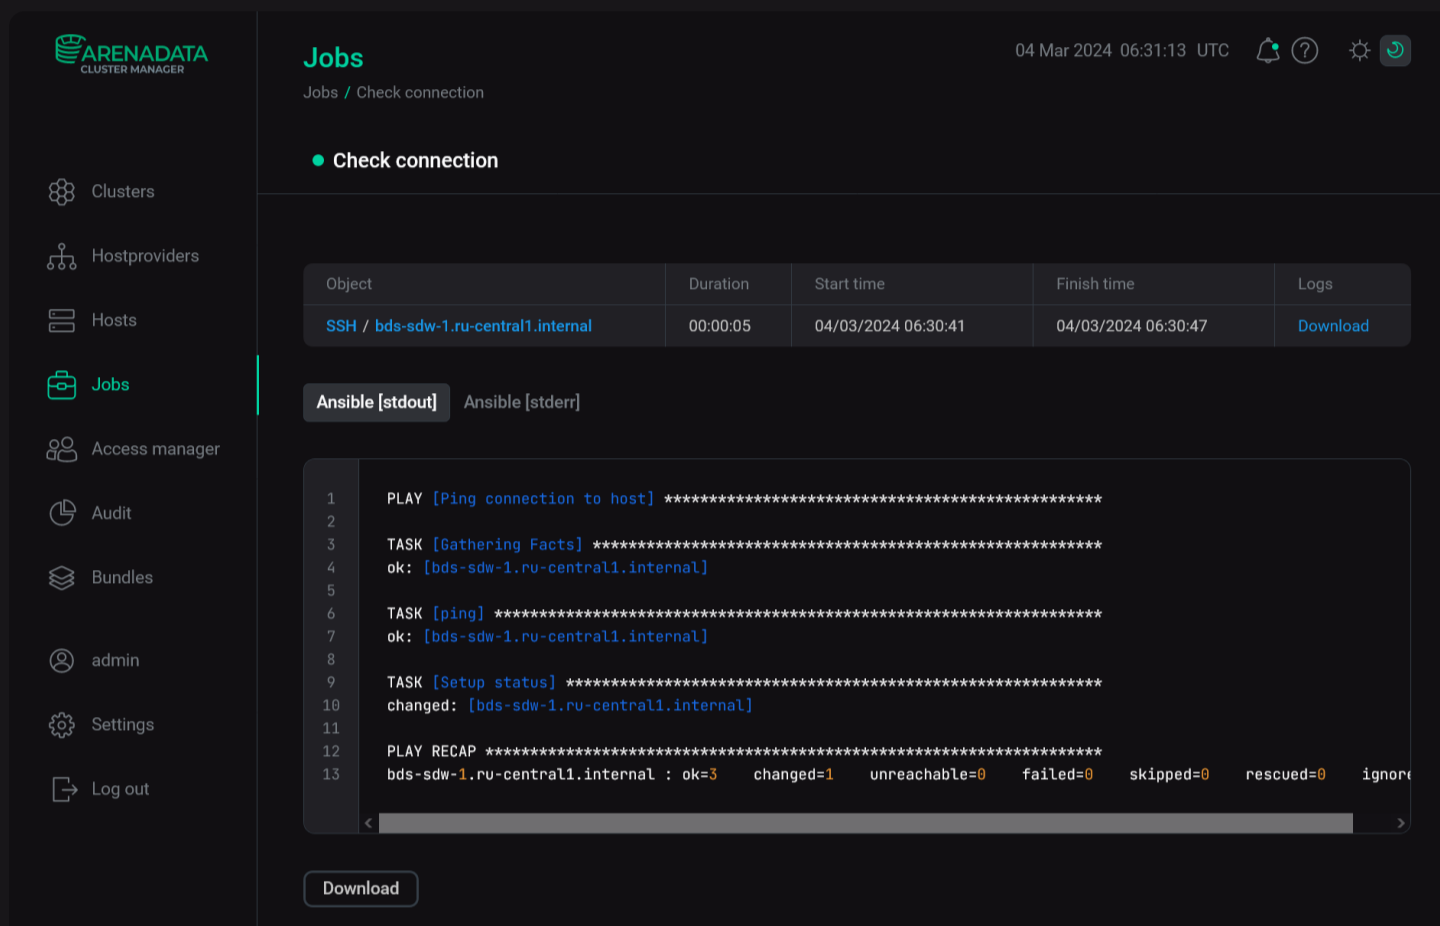 ARENADATA
CLUSTER MANAGER
Clusters
Hostproviders
Hosts
Jobs
Access manager
Audit
Bundles
admin
Settings
Log out
Jobs
04 Mar 2024 06:31:13 UTC
Jobs / Check connection
Check connection
Object Duration Start time Finish time Logs
SSH / bds-sdw-1.ru-central1.internal 00:00:05 04/03/2024 06:30:41 04/03/2024 06:30:47 Download
Ansible [stdout] Ansible [stderr]
1 PLAY [Ping connection to host] *************************************************
2
3 TASK [Gathering Facts] *********************************************************
4 ok: [bds-sdw-1.ru-central1.internal]
5
6 TASK [ping] ********************************************************************
7 ok: [bds-sdw-1.ru-central1.internal]
8
9 TASK [Setup status] ************************************************************
10 changed: [bds-sdw-1.ru-central1.internal]
11
12 PLAY RECAP *********************************************************************
13 bds-sdw-1.ru-central1.internal : ok=3 changed=1 unreachable=0 failed=0 skipped=0 rescued=0 ignore
Download